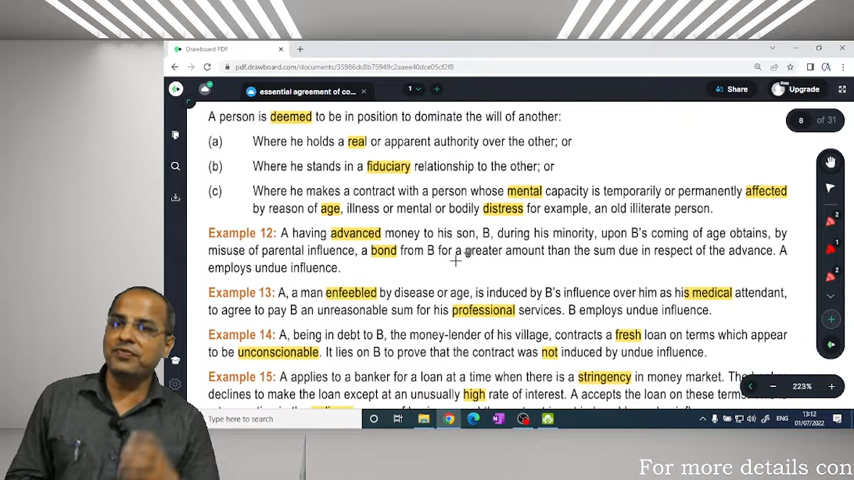 Drawboard PDF
pdf.drawboard.com/documents/35986dc8b75949c2aaee40dce05cf2f8
essential agreement of co...
1
Share
Upgrade
A person is deemed to be in position to dominate the will of another:
8 of 31
(a) Where he holds a real or apparent authority over the other; or
(b) Where he stands in a fiduciary relationship to the other; or
(c) Where he makes a contract with a person whose mental capacity is temporarily or permanently affected
by reason of age, illness or mental or bodily distress for example, an old illiterate person.
Example 12: A having advanced money to his son, B, during his minority, upon B's coming of age obtains, by
misuse of parental influence, a bond from B for a greater amount than the sum due in respect of the advance. A
employs undue influence.
Example 13: A, a man enfeebled by disease or age, is induced by B's influence over him as his medical attendant,
to agree to pay B an unreasonable sum for his professional services. B employs undue influence.
Example 14: A, being in debt to B, the money-lender of his village, contracts a fresh loan on terms which appear
to be unconscionable. It lies on B to prove that the contract was not induced by undue influence.
Example 15: A applies to a banker for a loan at a time when there is a stringency in money market. The
declines to make the loan except at an unusually high rate of interest. A accepts the loan on these terms
223%
Type here to search
ENG
13:12
01/07/2022
For more details con